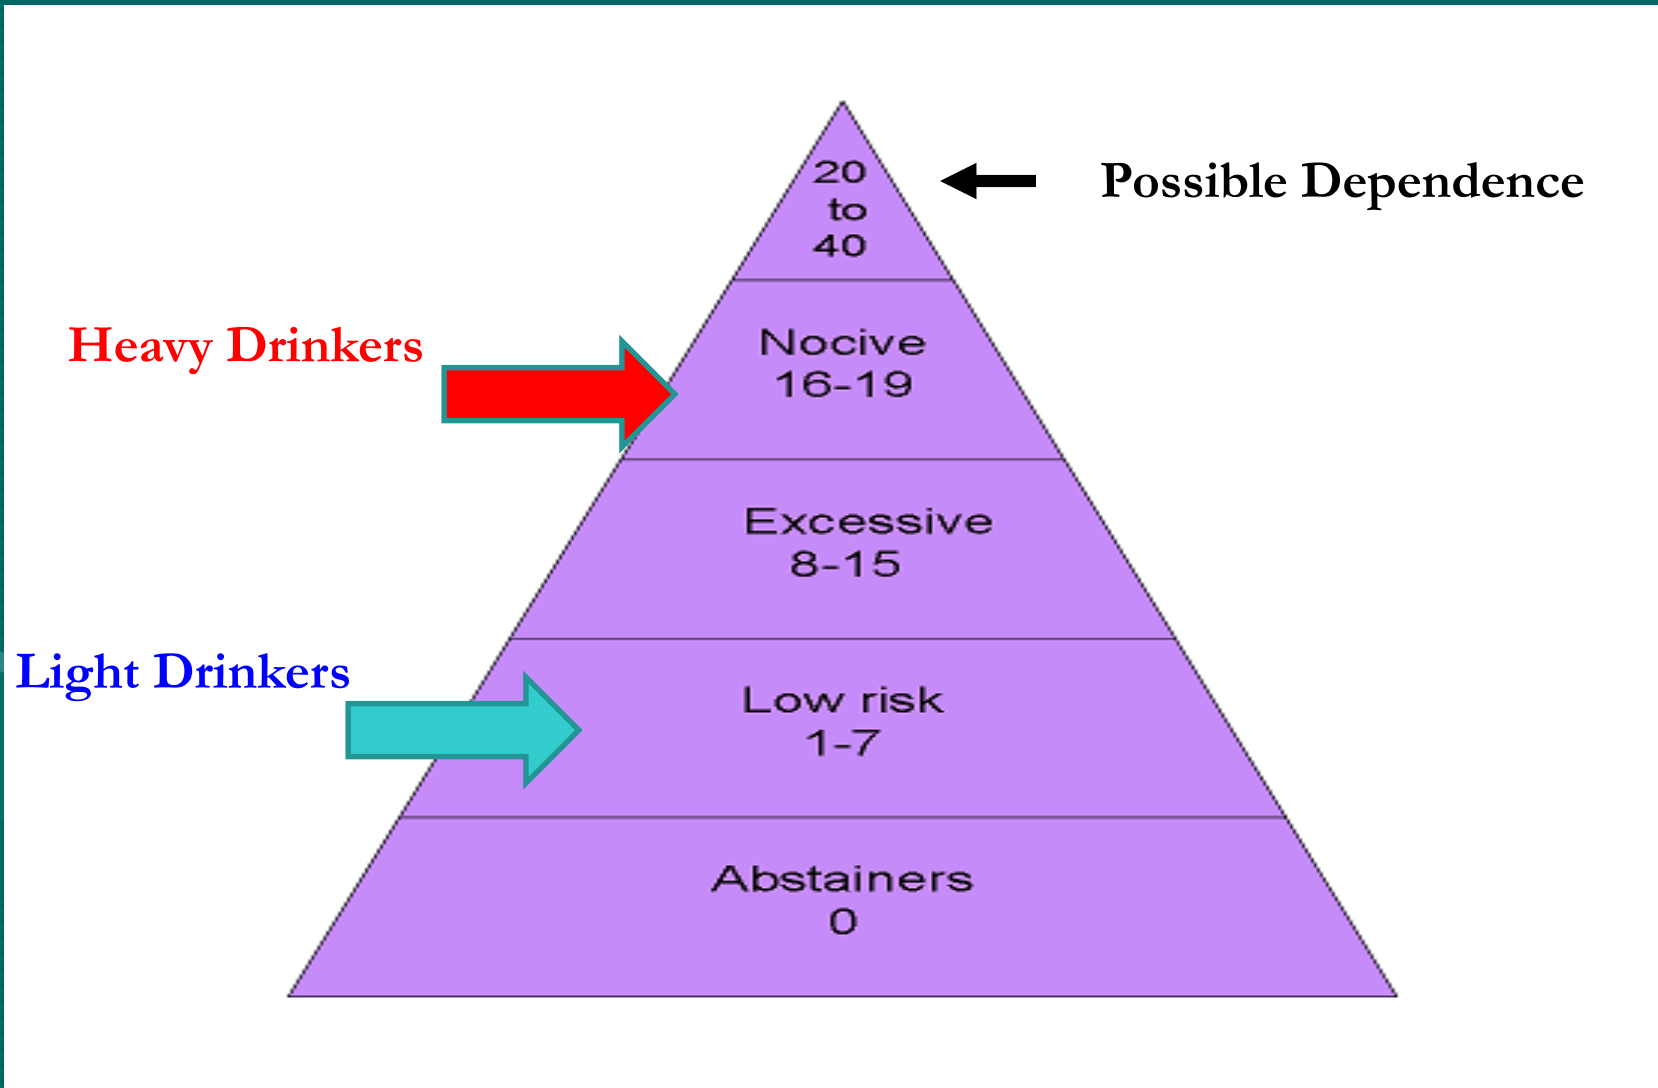 20
to
40
Possible Dependence
Heavy Drinkers
Nocive
16-19
Excessive
8-15
Light Drinkers
Low risk
1-7
Abstainers
0